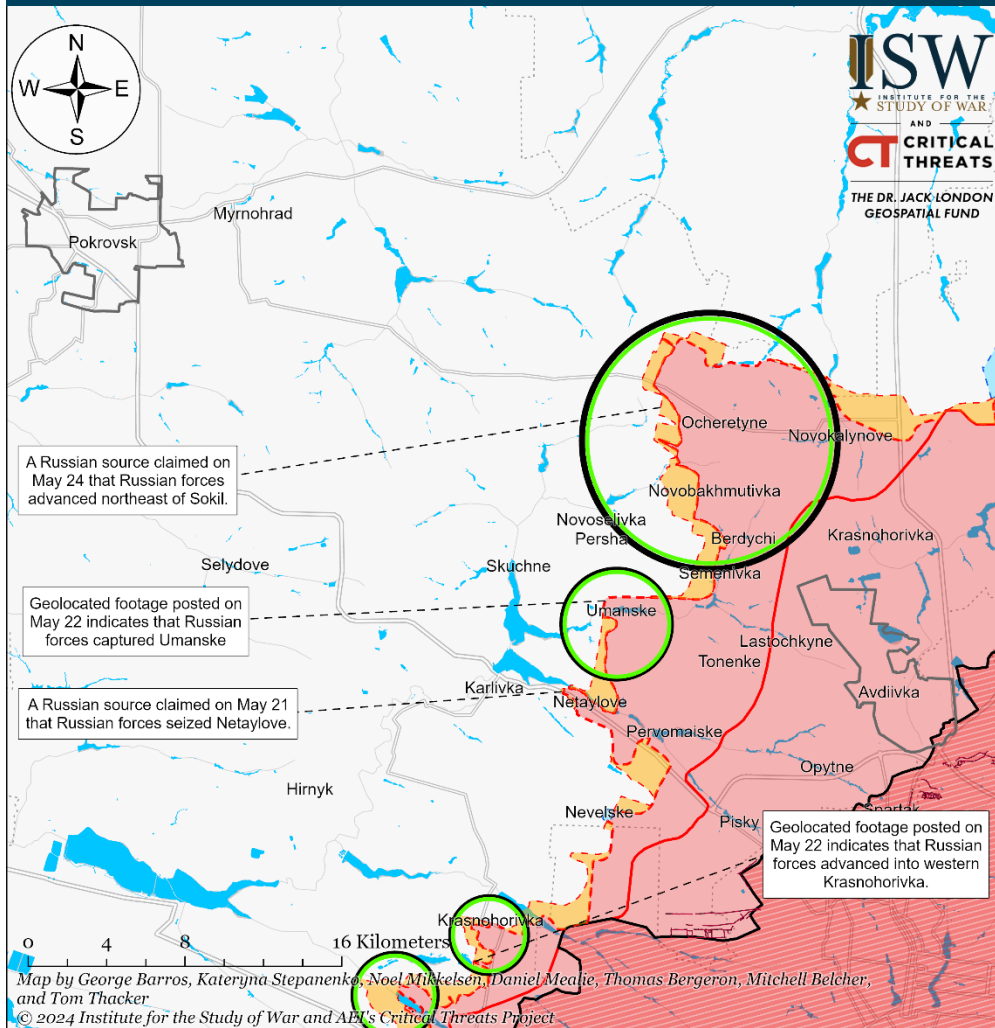 N
W E
S
ISW
INSTITUTE FOR THE
STUDY OF WAR
AND
CT CRITICAL
THREATS
THE DR. JACK LONDON
GEOSPATIAL FUND
Myrnohrad
Pokrovsk
Ocheretyne
Novokalynove
A Russian source claimed on
May 24 that Russian forces
advanced northeast of Sokil.
Novobakhmutivka
Novoselivka
Persha
Berdychi
Krasnohorivka
Selydove
Skuchne
Semenivka
Geolocated footage posted on
May 22 indicates that Russian
forces captured Umanske
Umanske
Lastochkyne
Tonenke
Avdiivka
Karlivka
A Russian source claimed on May 21
that Russian forces seized Netaylove.
Netaylove
Pervomaiske
Opytne
Hirnyk
Nevelske
Pisky
Spartak
Geolocated footage posted on
May 22 indicates that Russian
forces advanced into western
Krasnohorivka.
Krasnohorivka
0 4 8 16 Kilometers
Map by George Barros, Kateryna Stepanenko, Noel Mikkelsen, Daniel Mealie, Thomas Bergeron, Mitchell Belcher,
and Tom Thacker
© 2024 Institute for the Study of War and AEI's Critical Threats Project